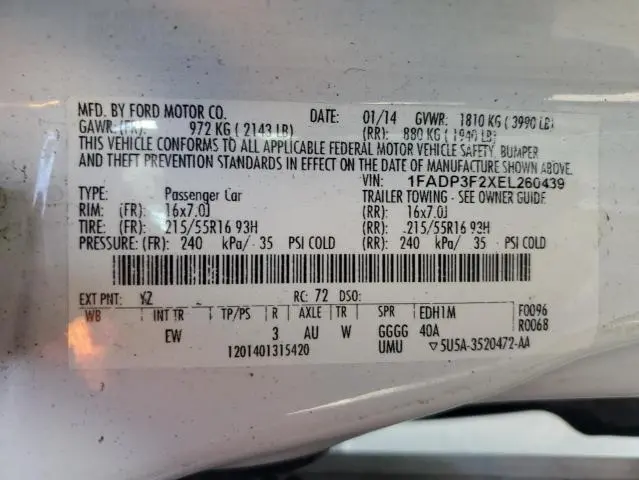 MFD. BY FORD MOTOR CO. DATE: 01/14 GVWR: 1810 KG ( 3990 LB)
GAWR: (FR) 972 KG ( 2143 LB) (RR): 880 KG ( 1940 LB)
THIS VEHICLE CONFORMS TO ALL APPLICABLE FEDERAL MOTOR VEHICLE SAFETY, BUMPER
AND THEFT PREVENTION STANDARDS IN EFFECT ON THE DATE OF MANUFACTURE SHOWN ABOVE.
VIN: 1FADP3F2XEL260439
TYPE: Passenger Car TRAILER TOWING - SEE OWNER GUIDE
RIM: (FR): 16x7.0J (RR): 16x7.0J
TIRE: (FR): 215/55R16 93H (RR): 215/55R16 93H
PRESSURE: (FR): 240 kPa/ 35 PSI COLD (RR): 240 kPa/ 35 PSI COLD
EXT PNT: YZ RC: 72 DSO:
WB INT TR TP/PS R AXLE TR SPR EDH1M F0096
EW 3 AU W GGGG 40A R0068
1201401315420 UMU ▽5U5A-3520472-AA